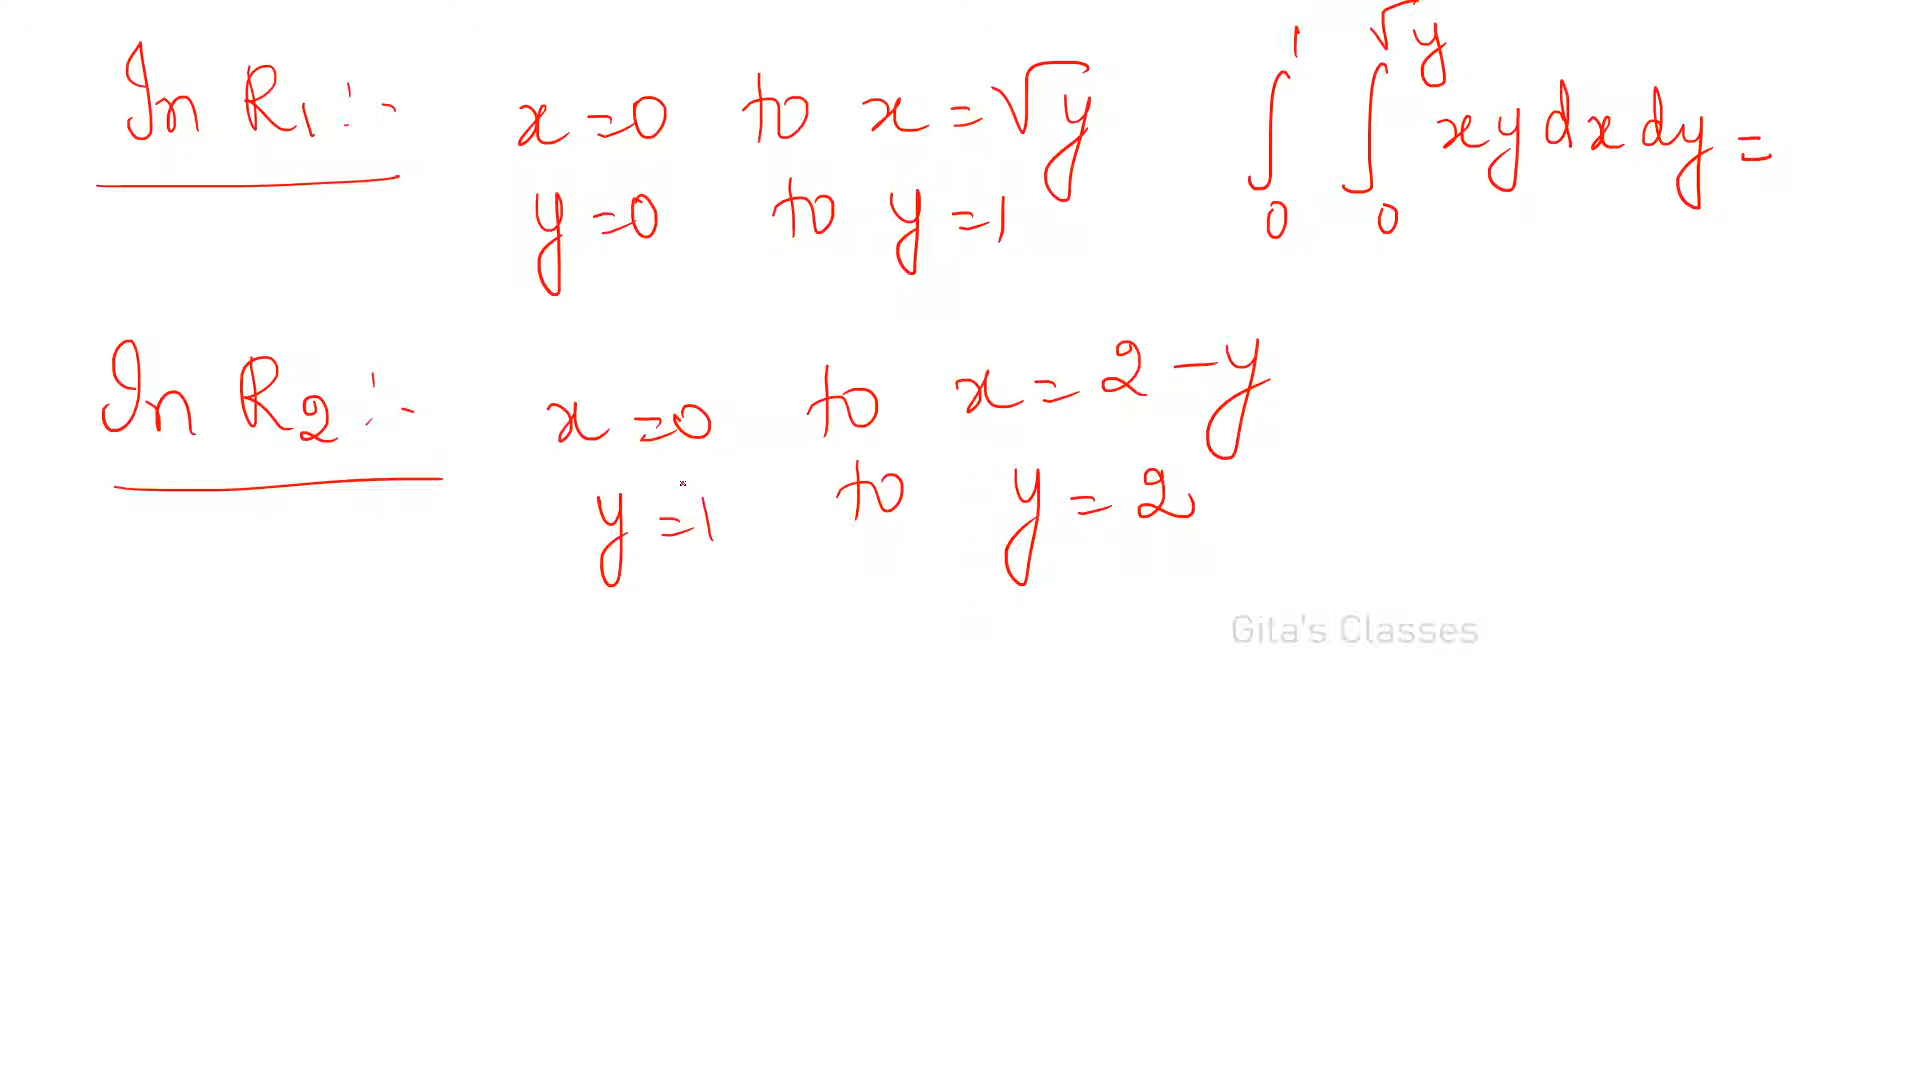 In R₁ :- x=0 to x=√y ∫₀¹ ∫₀^√y xy dx dy =
y=0 to y=1
In R₂ :- x=0 to x=2-y
y=1 to y=2
Gita's Classes